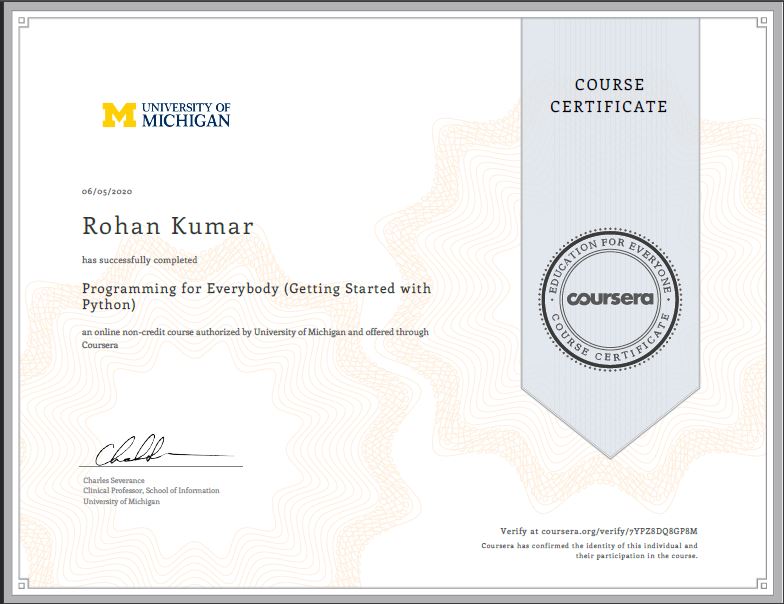 UNIVERSITY OF
MICHIGAN
COURSE
CERTIFICATE
06/05/2020
Rohan Kumar
has successfully completed
Programming for Everybody (Getting Started with
Python)
an online non-credit course authorized by University of Michigan and offered through
Coursera
EDUCATION FOR EVERYONE
coursera
COURSE CERTIFICATE
Charles Severance
Clinical Professor, School of Information
University of Michigan
Verify at coursera.org/verify/7YPZ8DQ8GP8M
Coursera has confirmed the identity of this individual and
their participation in the course.